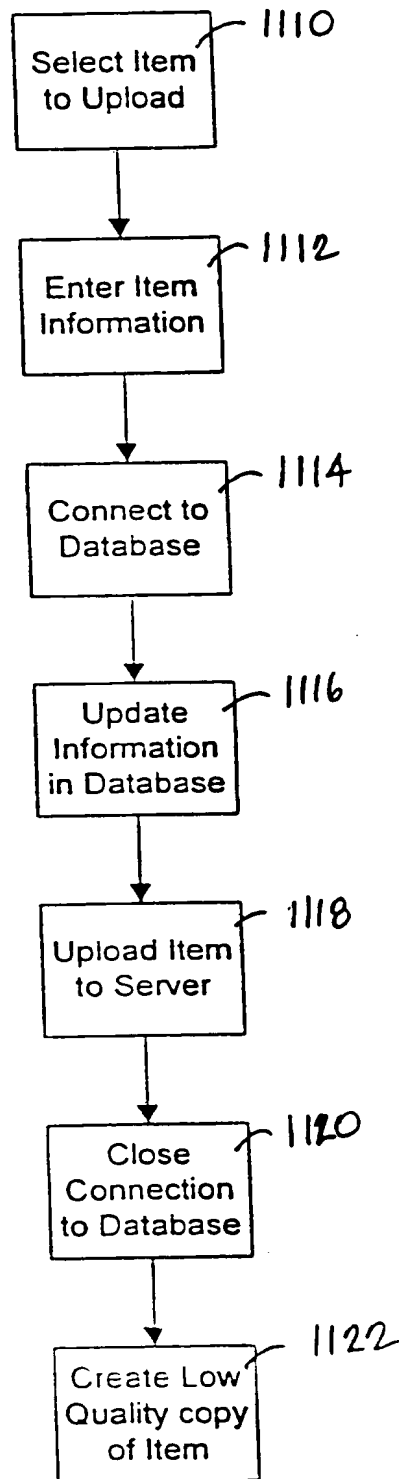 1110
Select Item
to Upload
1112
Enter Item
Information
1114
Connect to
Database
1116
Update
Information
in Database
1118
Upload Item
to Server
1120
Close
Connection
to Database
1122
Create Low
Quality copy
of Item